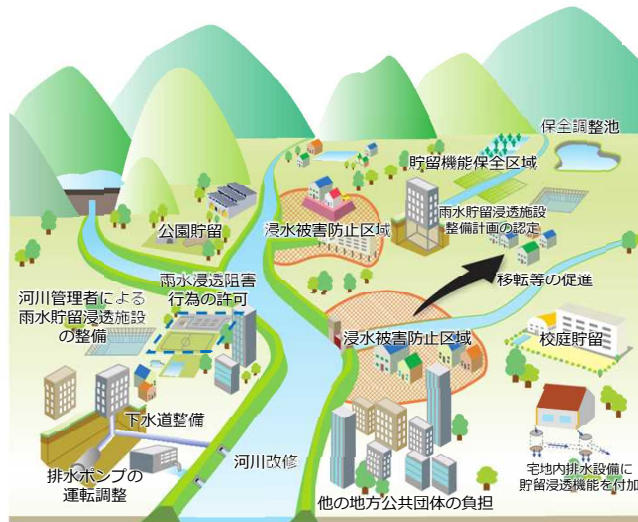 保全調整池
貯留機能保全区域
公園貯留
浸水被害防止区域
雨水貯留浸透施設
整備計画の認定
雨水浸透阻害
行為の許可
移転等の促進
河川管理者による
雨水貯留浸透施設
の整備
浸水被害防止区域
校庭貯留
下水道整備
排水ポンプの
運転調整
河川改修
宅地内排水設備に
貯留浸透機能を付加
他の地方公共団体の負担